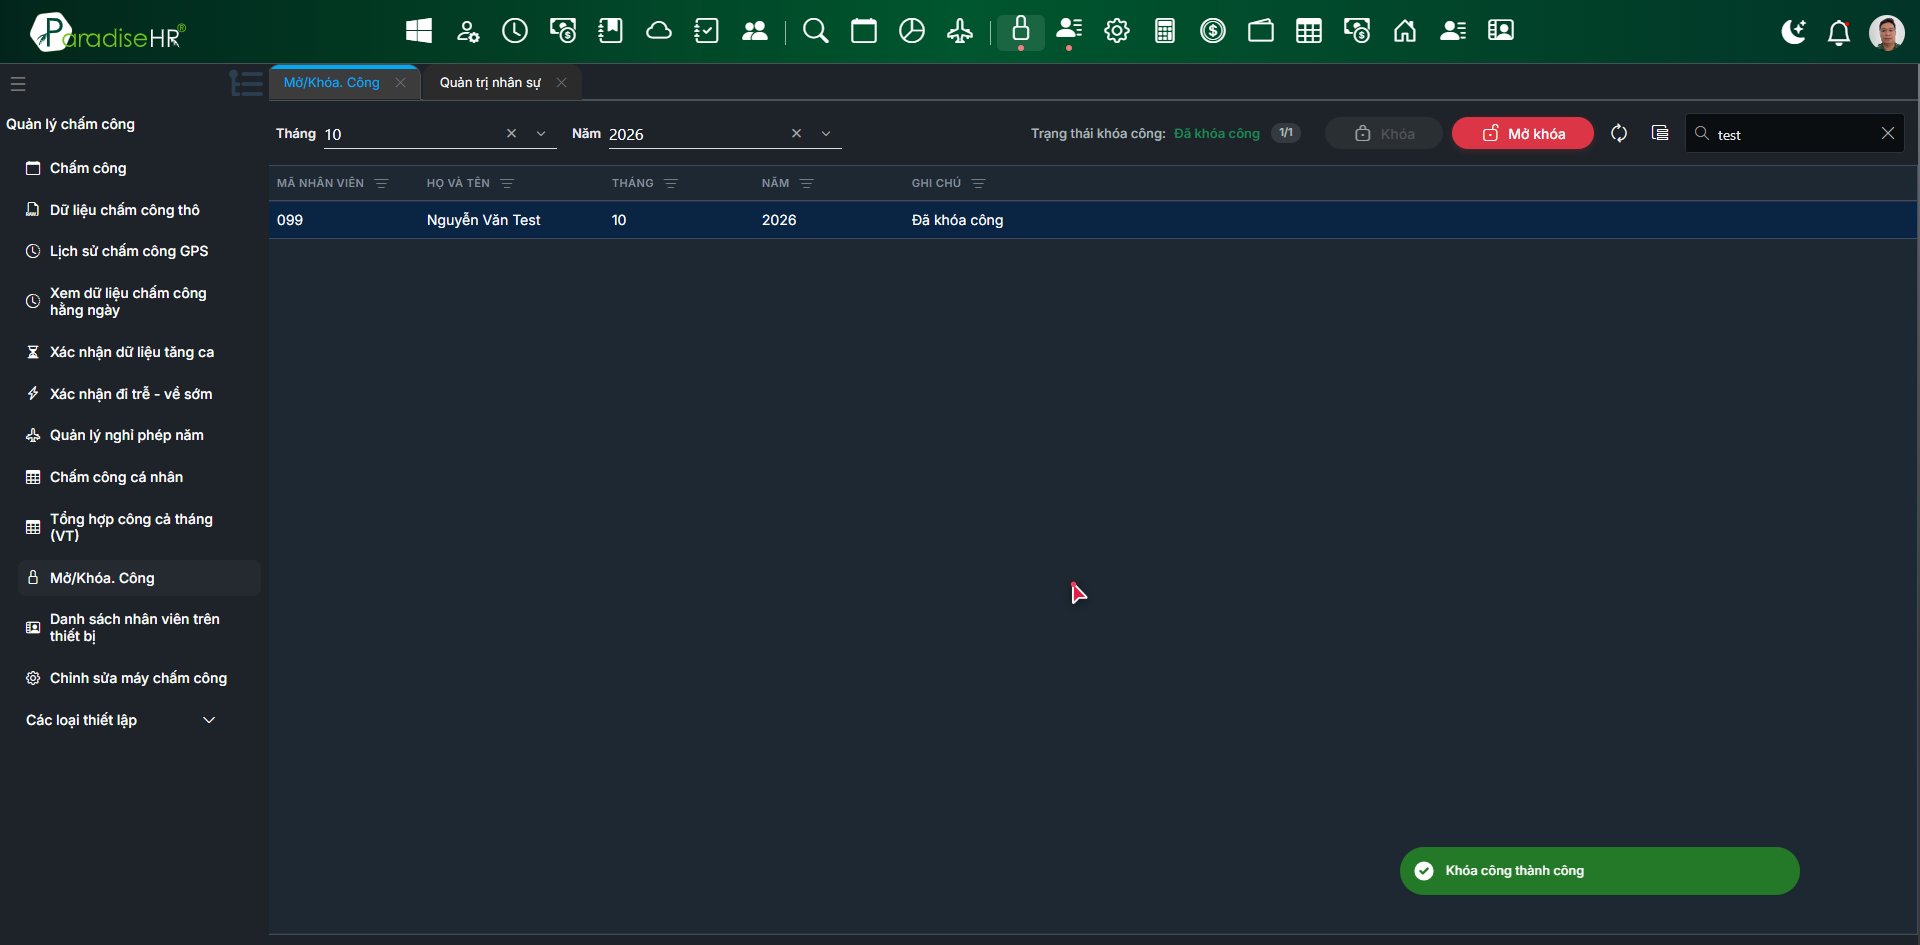 ParadiseHR®
Mở/Khóa. Công
Quản trị nhân sự
Quản lý chấm công
Chấm công
Dữ liệu chấm công thô
Lịch sử chấm công GPS
Xem dữ liệu chấm công
hằng ngày
Xác nhận dữ liệu tăng ca
Xác nhận đi trễ - về sớm
Quản lý nghỉ phép năm
Chấm công cá nhân
Tổng hợp công cả tháng
(VT)
Mở/Khóa. Công
Danh sách nhân viên trên
thiết bị
Chỉnh sửa máy chấm công
Các loại thiết lập
Tháng 10 Năm 2026 Trạng thái khóa công: Đã khóa công 1/1 Khóa Mở khóa test
MÃ NHÂN VIÊN HỌ VÀ TÊN THÁNG NĂM GHI CHÚ
099 Nguyễn Văn Test 10 2026 Đã khóa công
Khóa công thành công